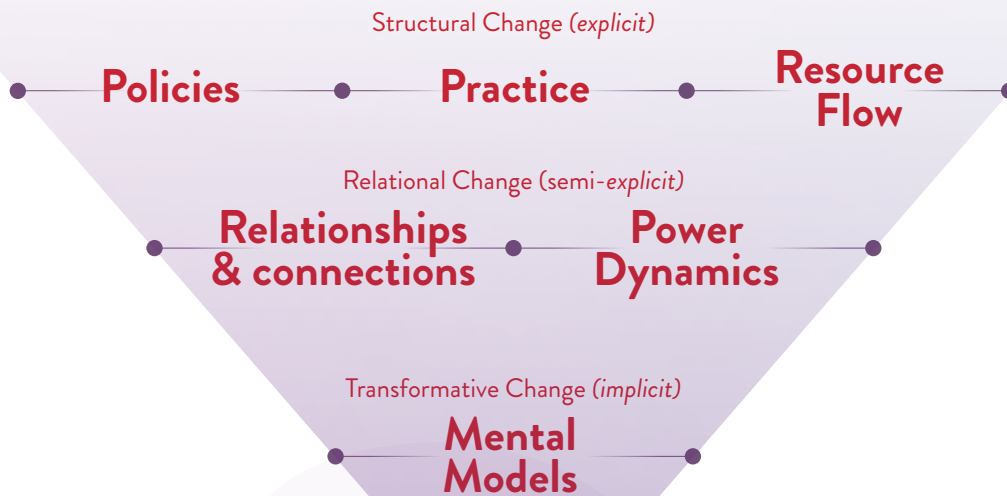 Structural Change (explicit)
Policies
Practice
Resource
Flow
Relational Change (semi-explicit)
Relationships
& connections
Power
Dynamics
Transformative Change (implicit)
Mental
Models